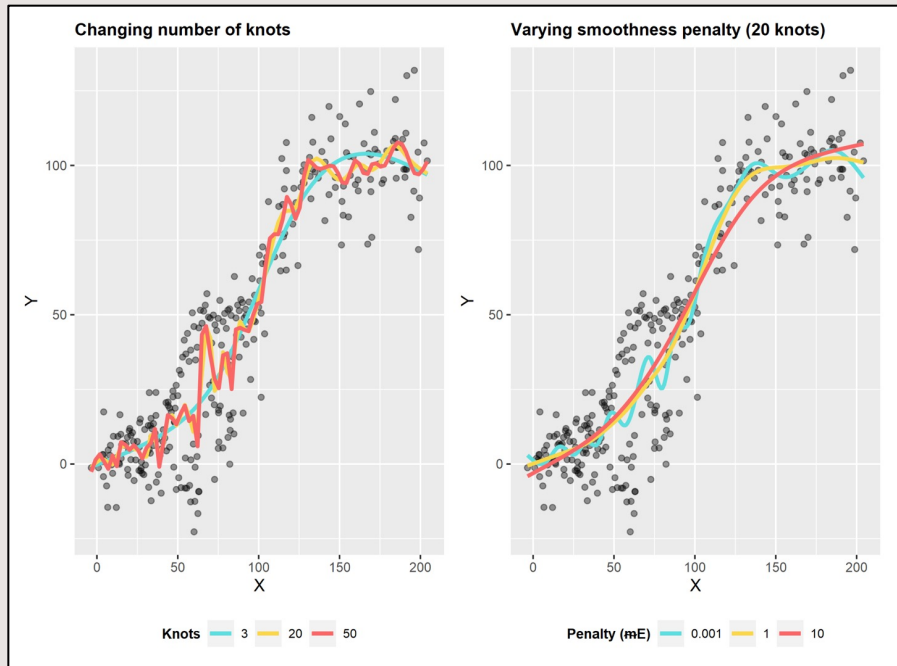 Changing number of knots
100
50
0
Y
0 50 100 150 200
X
Knots 3 20 50
Varying smoothness penalty (20 knots)
100
50
0
Y
0 50 100 150 200
X
Penalty (m̶E) 0.001 1 10